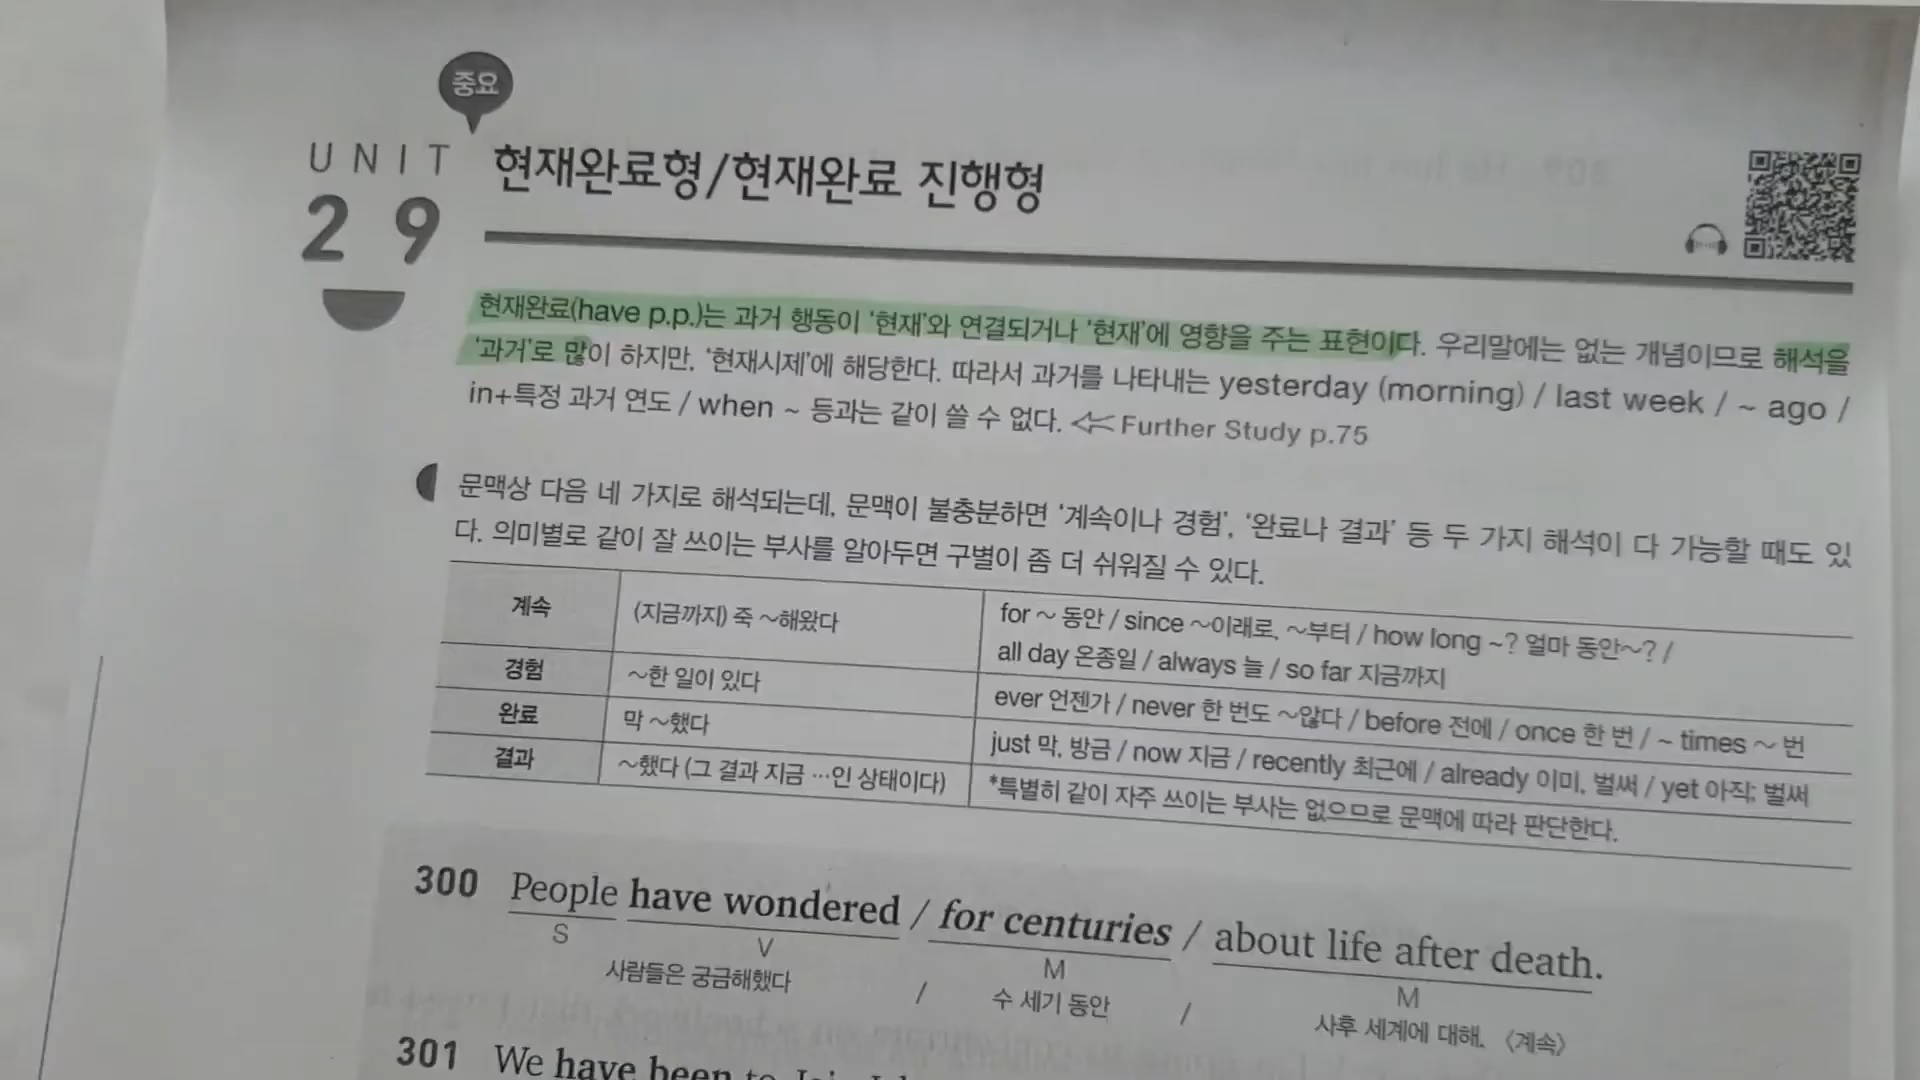 중요
UNIT
29
현재완료형/현재완료 진행형
현재완료(have p.p.)는 과거 행동이 '현재'와 연결되거나 '현재'에 영향을 주는 표현이다. 우리말에는 없는 개념이므로 해석을
'과거'로 많이 하지만, '현재시제'에 해당한다. 따라서 과거를 나타내는 yesterday (morning) / last week / ~ ago /
in+특정 과거 연도 / when ~ 등과는 같이 쓸 수 없다. Further Study p.75
문맥상 다음 네 가지로 해석되는데, 문맥이 불충분하면 '계속이나 경험', '완료나 결과' 등 두 가지 해석이 다 가능할 때도 있
다. 의미별로 같이 잘 쓰이는 부사를 알아두면 구별이 좀 더 쉬워질 수 있다.
계속 (지금까지) 죽 ~해왔다 for ~ 동안 / since ~이래로, ~부터 / how long ~? 얼마 동안~? /
all day 온종일 / always 늘 / so far 지금까지
경험 ~한 일이 있다 ever 언젠가 / never 한 번도 ~않다 / before 전에 / once 한 번 / ~ times ~ 번
완료 막 ~했다 just 막, 방금 / now 지금 / recently 최근에 / already 이미, 벌써 / yet 아직; 벌써
결과 ~했다 (그 결과 지금 …인 상태이다) *특별히 같이 자주 쓰이는 부사는 없으므로 문맥에 따라 판단한다.
300 People have wondered / for centuries / about life after death.
S V M M
사람들은 궁금해했다 / 수 세기 동안 / 사후 세계에 대해. 〈계속〉
301 We have been to